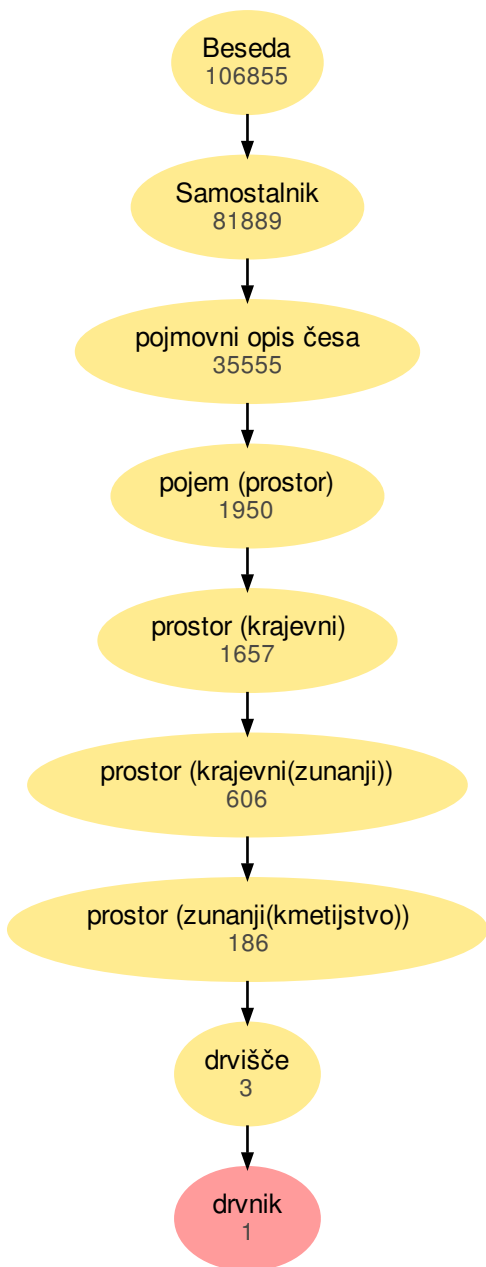 Beseda
106855
Samostalnik
81889
pojmovni opis česa
35555
pojem (prostor)
1950
prostor (krajevni)
1657
prostor (krajevni(zunanji))
606
prostor (zunanji(kmetijstvo))
186
drvišče
3
drvnik
1